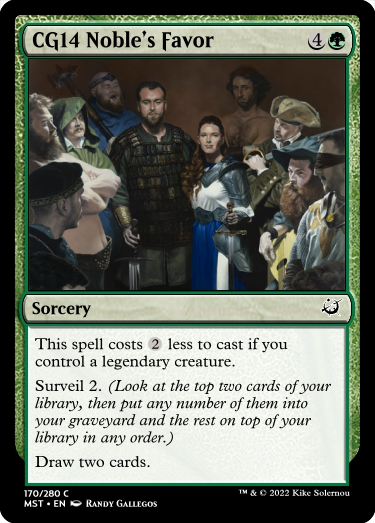 CG14 Noble's Favor 4
Sorcery
This spell costs 2 less to cast if you
control a legendary creature.
Surveil 2. (Look at the top two cards of your
library, then put any number of them into
your graveyard and the rest on top of your
library in any order.)
Draw two cards.
170/280 C
MST • EN Randy Gallegos
™ & © 2022 Kike Solernou